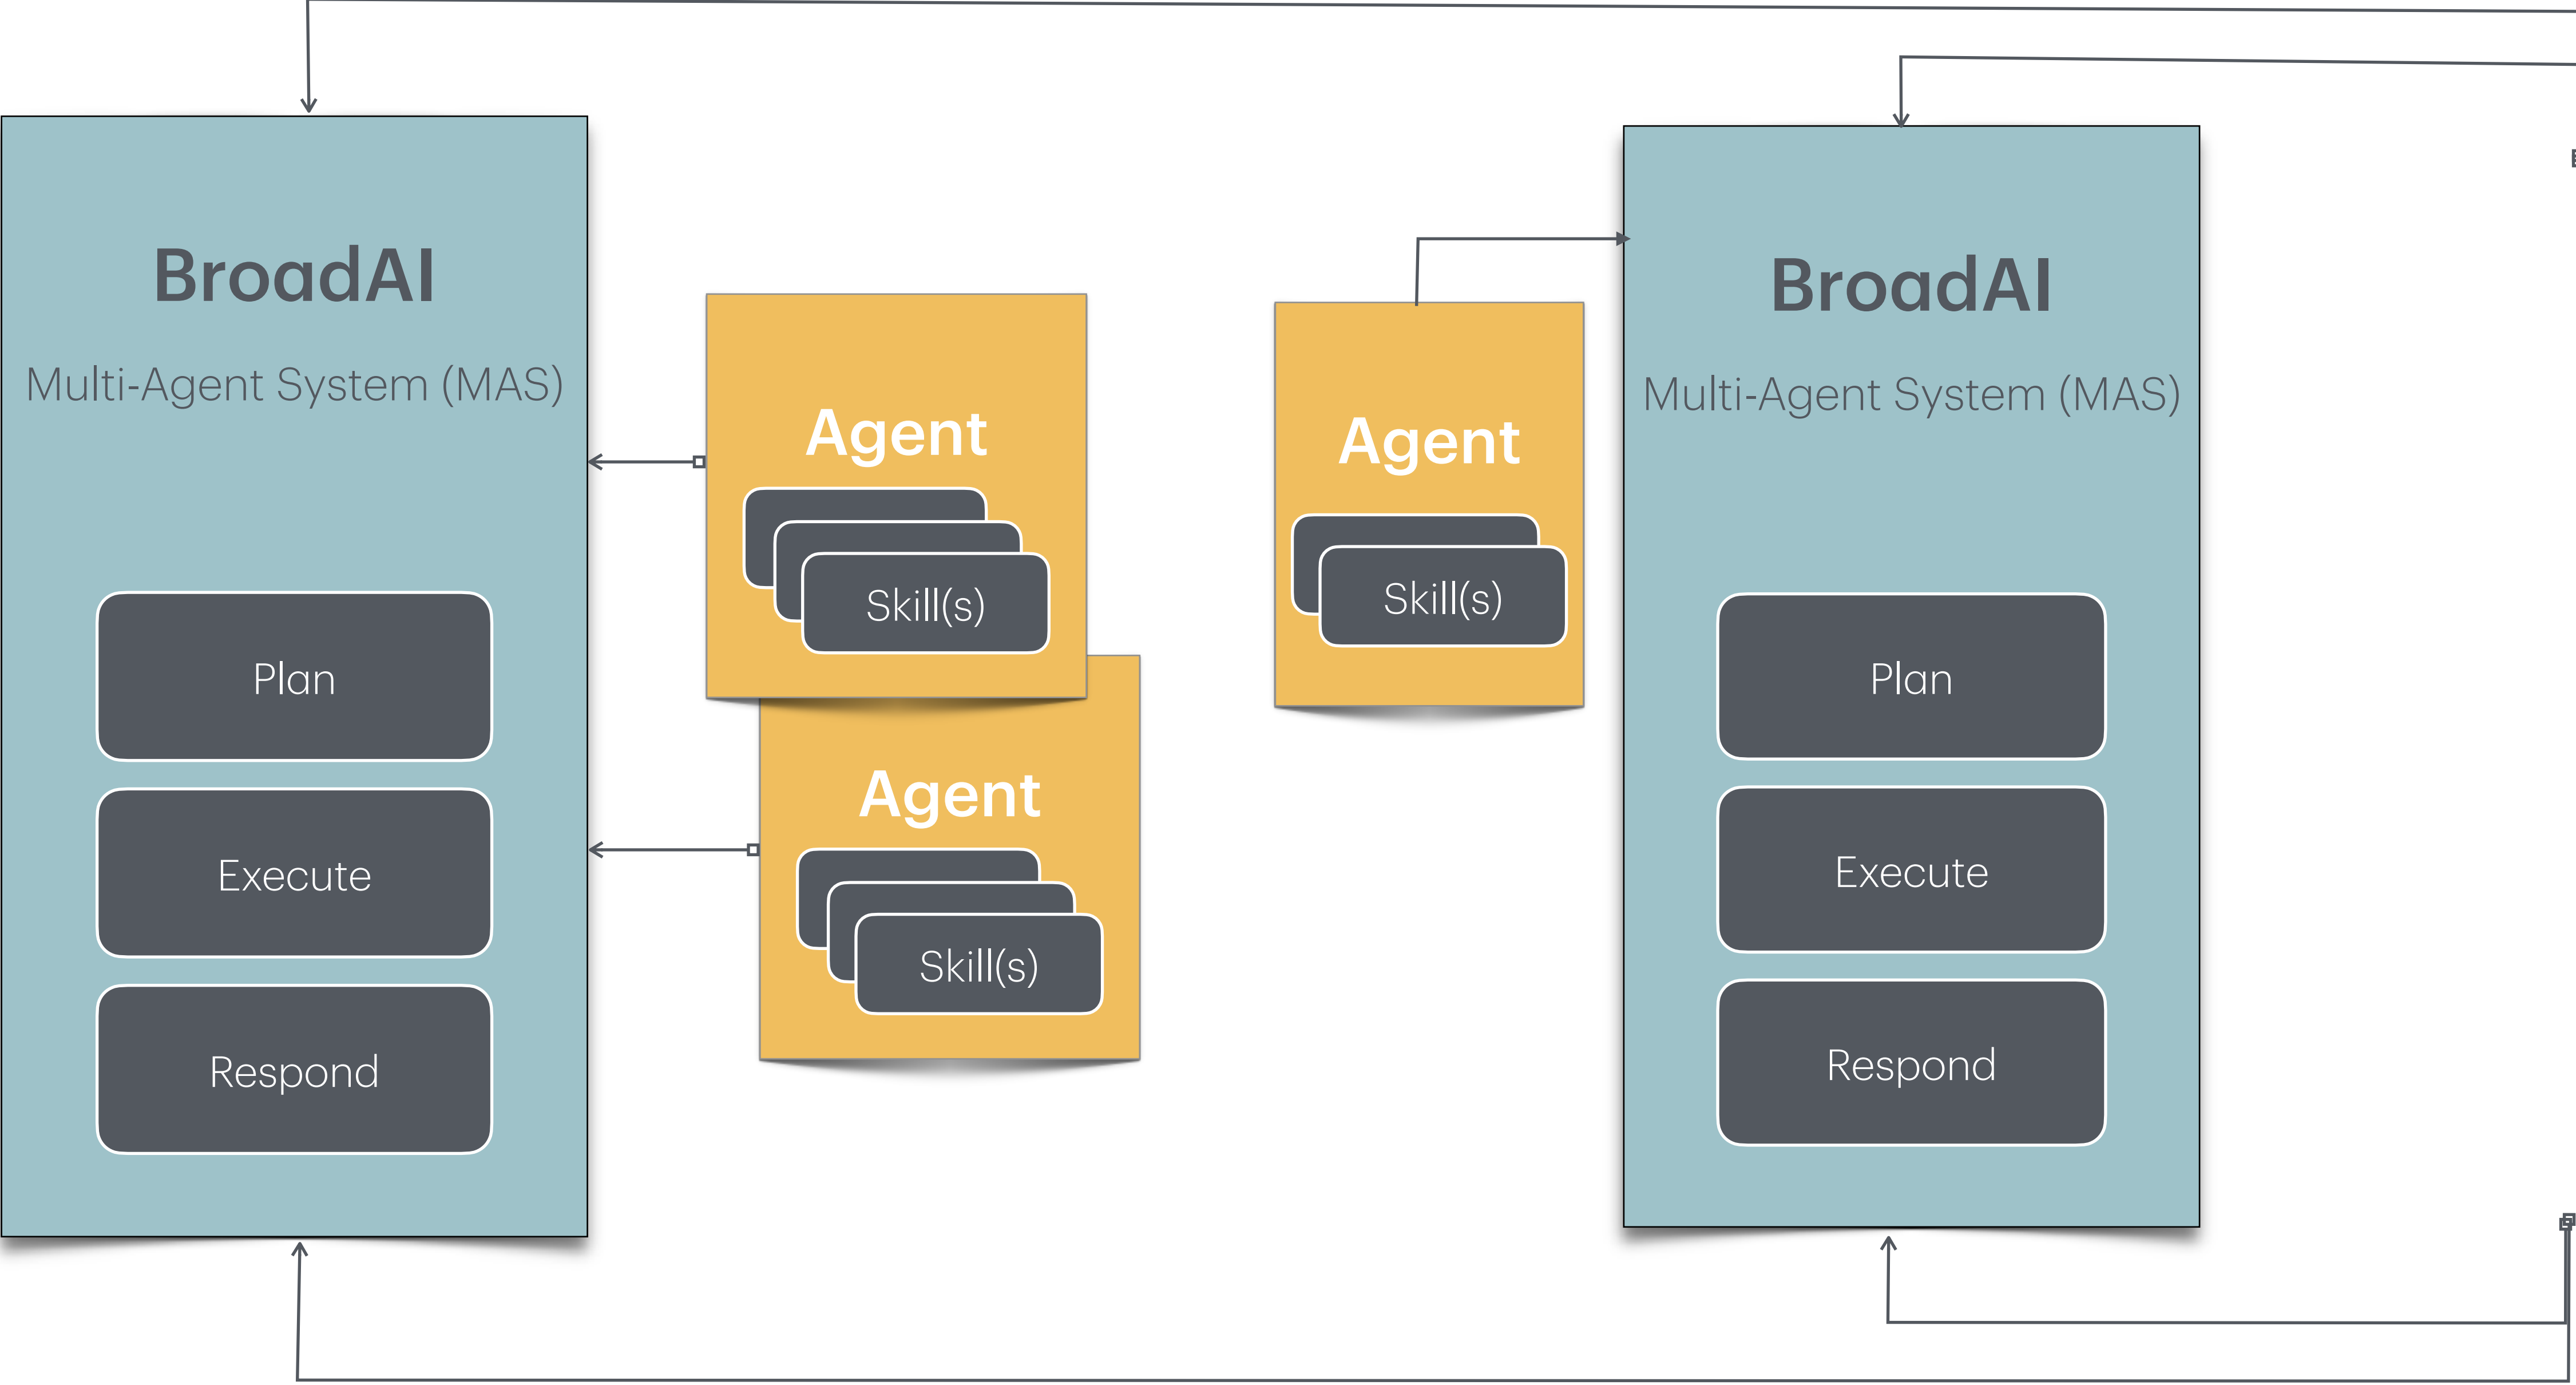 BroadAI
Multi-Agent System (MAS)
Plan
Execute
Respond
Agent
Skill(s)
Agent
Skill(s)
Agent
Skill(s)
BroadAI
Multi-Agent System (MAS)
Plan
Execute
Respond